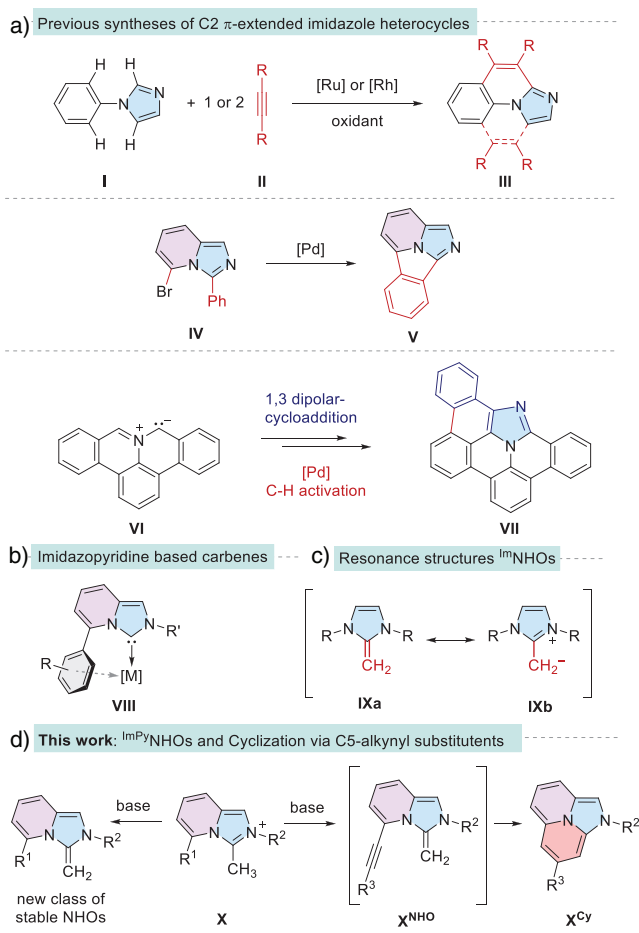 a) Previous syntheses of C2 π-extended imidazole heterocycles
H H R R R
N N + 1 or 2 [Ru] or [Rh] N N
oxidant
H H R R R
I II III
N N [Pd] N N
Br Ph
IV V
1,3 dipolar-
cycloaddition
N + :– N N
[Pd]
C-H activation
VI VII
b) Imidazopyridine based carbenes c) Resonance structures ImNHOs
N N R' R N N R R N N + R
R [M] CH2 CH2–
VIII IXa IXb
d) This work: ImPyNHOs and Cyclization via C5-alkynyl substitutents
base base
N N R2 N N + R2 N N R2 N N R2
R1 CH2 R1 CH3 R3 CH2 R3
new class of
stable NHOs
X XNHO XCy